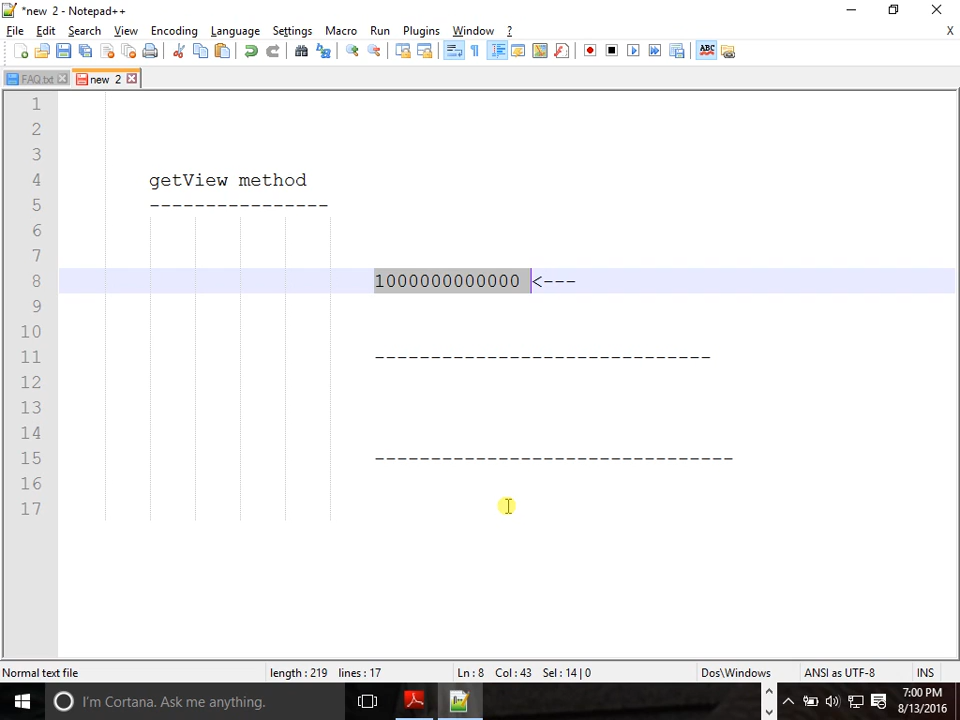 *new 2 - Notepad++
File Edit Search View Encoding Language Settings Macro Run Plugins Window ? X
ABC
FAQ.txt new 2
1
2
3
4 getView method
5 ----------------
6
7
8 1000000000000 <---
9
10
11 ------------------------------
12
13
14
15 --------------------------------
16
17
Normal text file length : 219 lines : 17 Ln : 8 Col : 43 Sel : 14 | 0 Dos\Windows ANSI as UTF-8 INS
I'm Cortana. Ask me anything. 7:00 PM
8/13/2016